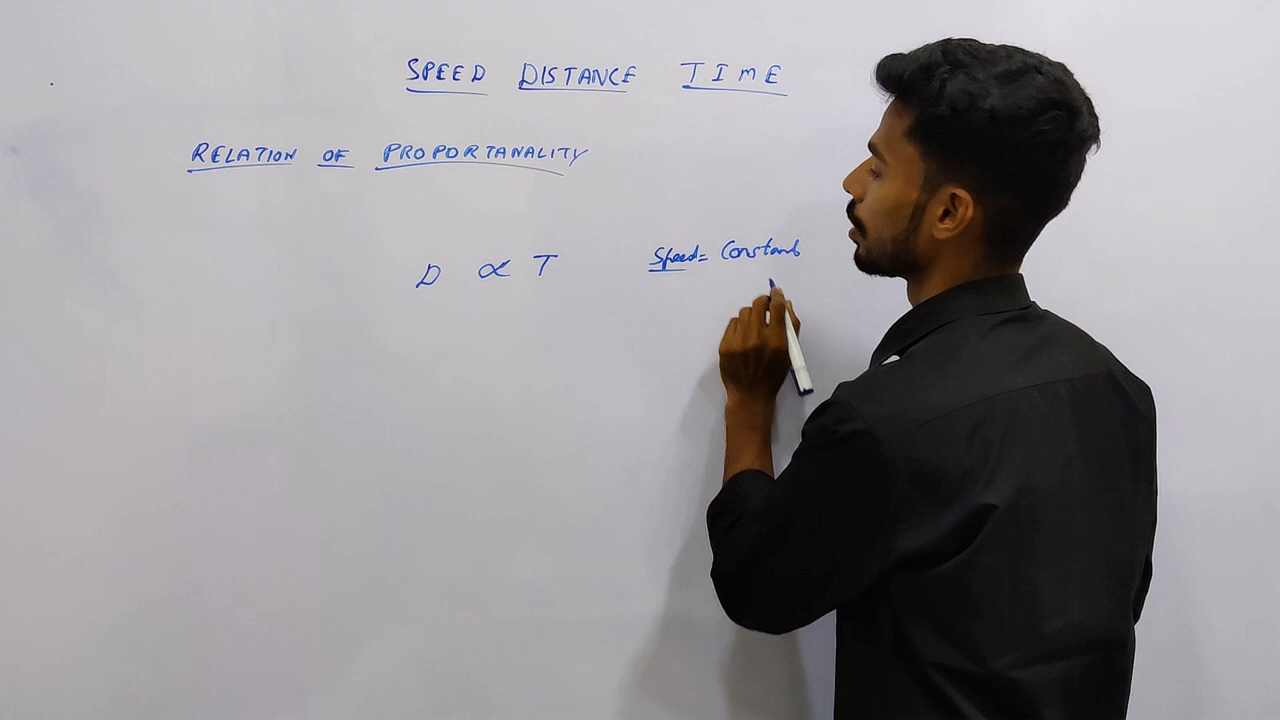 SPEED DISTANCE TIME
RELATION OF PROPORTANALITY
D ∝ T Speed = Constant